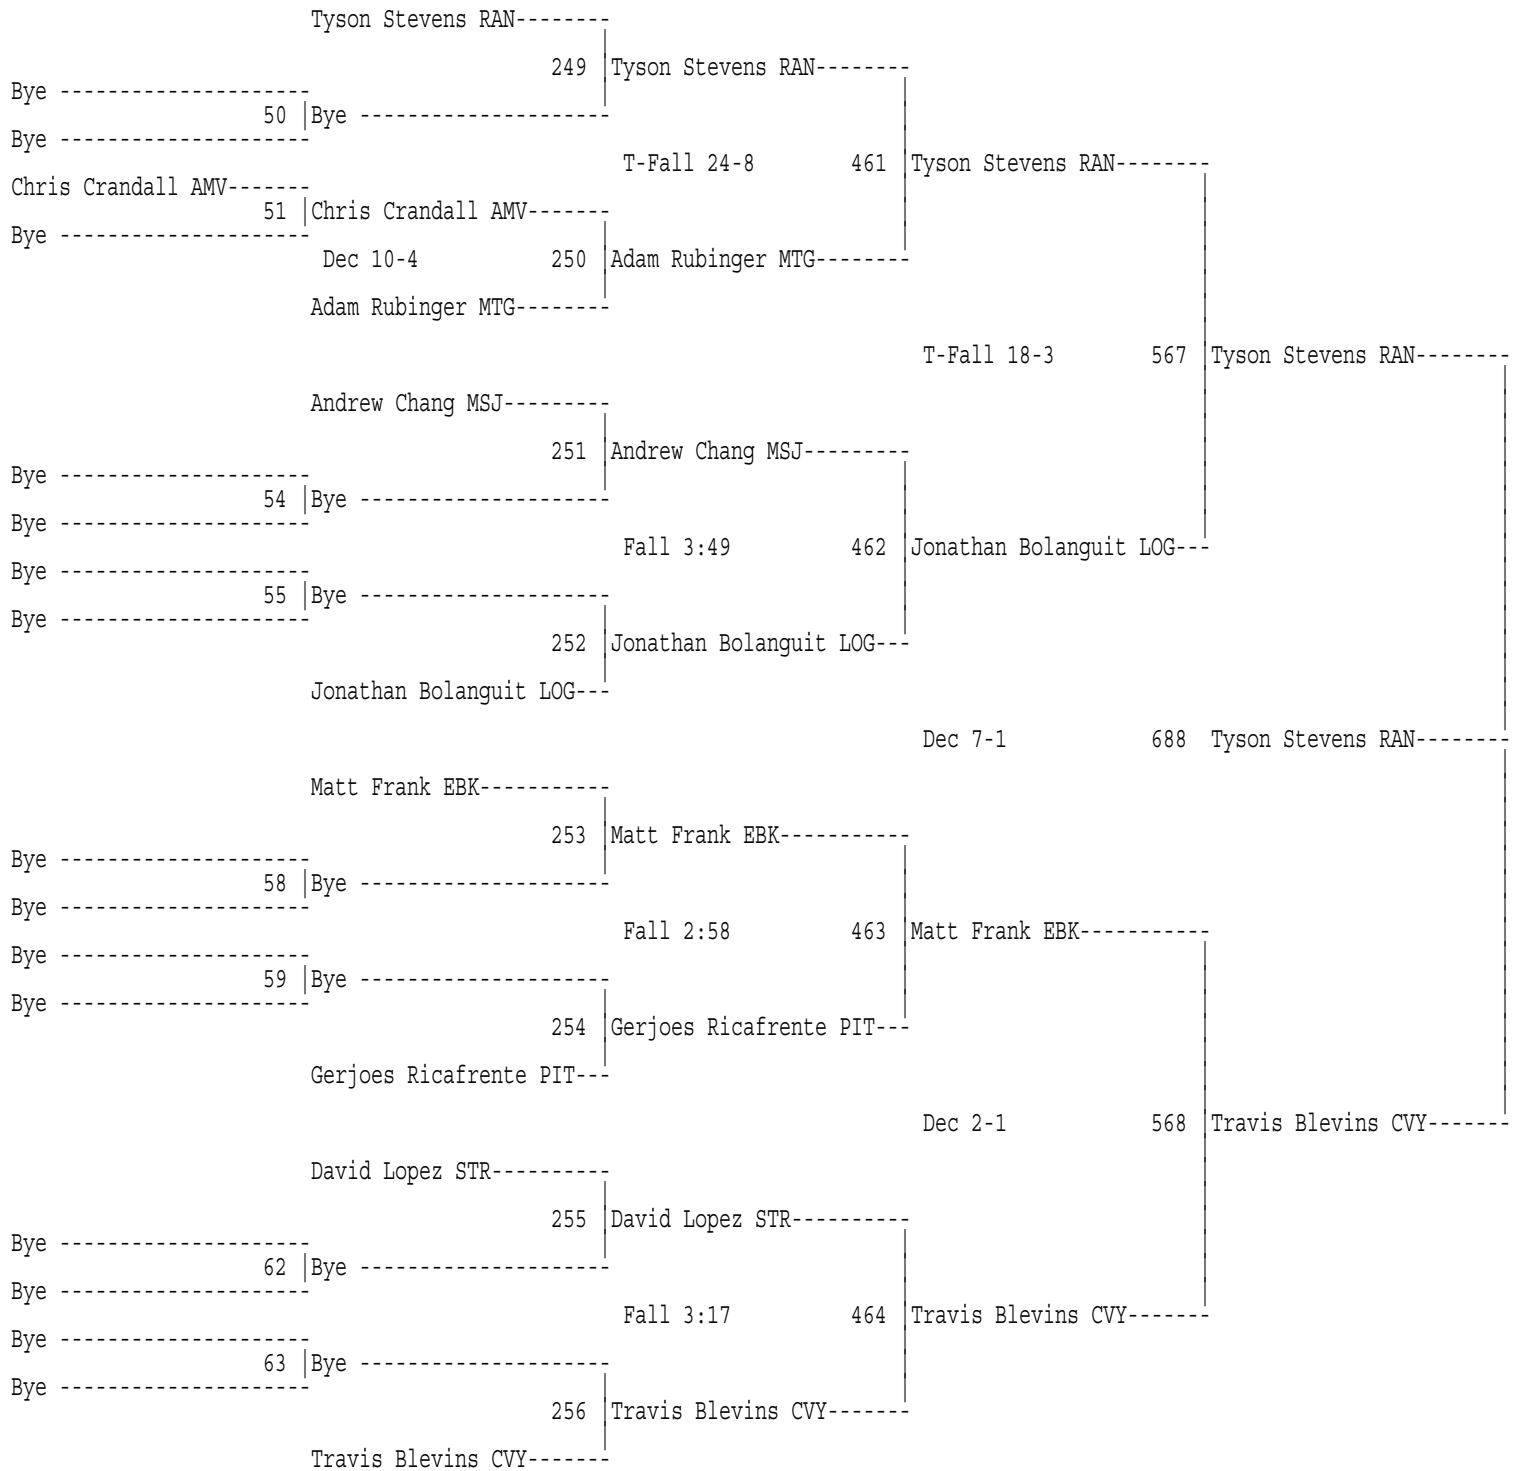 Tyson Stevens RAN--------
249 |Tyson Stevens RAN--------
Bye ---------------------
50 |Bye ---------------------
Bye ---------------------
T-Fall 24-8 461 |Tyson Stevens RAN--------
Chris Crandall AMV-------
51 |Chris Crandall AMV-------
Bye ---------------------
Dec 10-4 250 |Adam Rubinger MTG--------
Adam Rubinger MTG--------
T-Fall 18-3 567 |Tyson Stevens RAN--------
Andrew Chang MSJ---------
251 |Andrew Chang MSJ---------
Bye ---------------------
54 |Bye ---------------------
Bye ---------------------
Fall 3:49 462 |Jonathan Bolanguit LOG---
Bye ---------------------
55 |Bye ---------------------
Bye ---------------------
252 |Jonathan Bolanguit LOG---
Jonathan Bolanguit LOG---
Dec 7-1 688 Tyson Stevens RAN--------
Matt Frank EBK-----------
253 |Matt Frank EBK-----------
Bye ---------------------
58 |Bye ---------------------
Bye ---------------------
Fall 2:58 463 |Matt Frank EBK-----------
Bye ---------------------
59 |Bye ---------------------
Bye ---------------------
254 |Gerjoes Ricafrente PIT---
Gerjoes Ricafrente PIT---
Dec 2-1 568 |Travis Blevins CVY-------
David Lopez STR----------
255 |David Lopez STR----------
Bye ---------------------
62 |Bye ---------------------
Bye ---------------------
Fall 3:17 464 |Travis Blevins CVY-------
Bye ---------------------
63 |Bye ---------------------
Bye ---------------------
256 |Travis Blevins CVY-------
Travis Blevins CVY-------